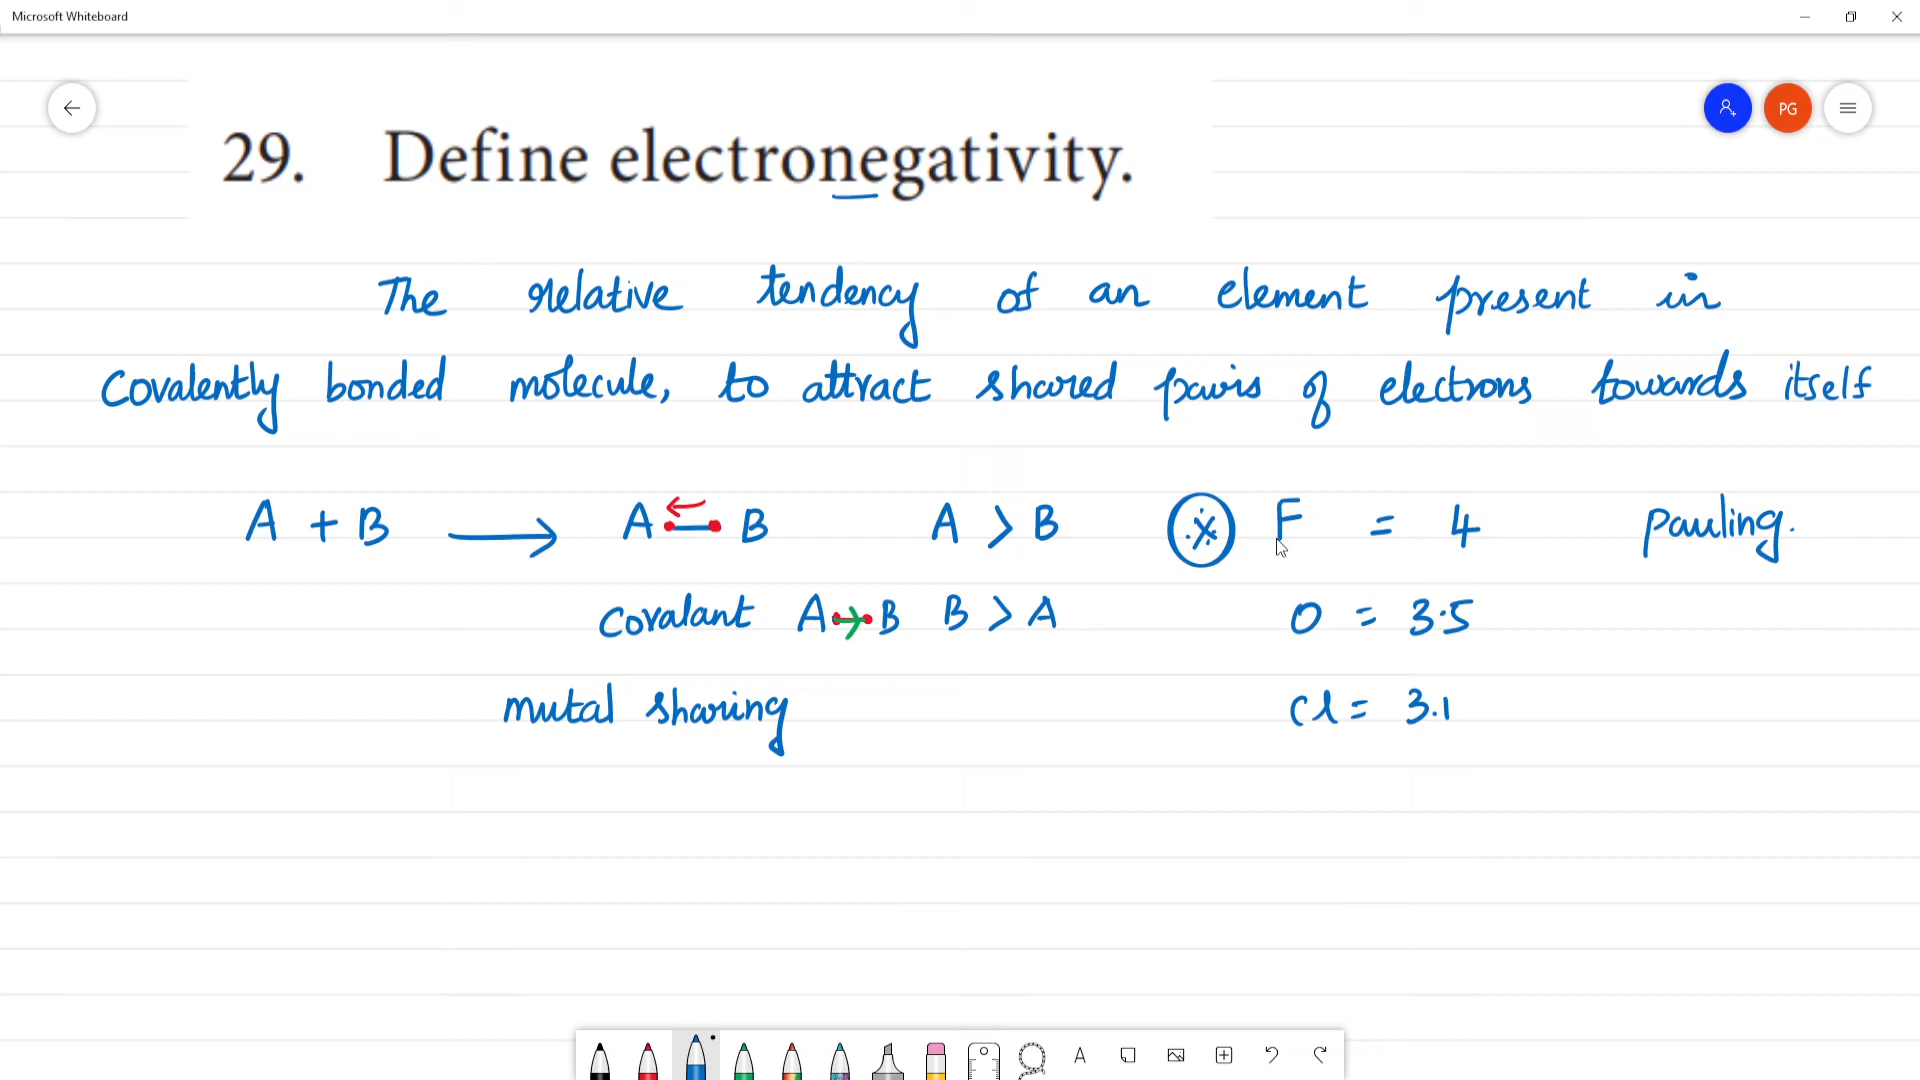 Microsoft Whiteboard
PG
29. Define electronegativity.
The relative tendency of an element present in
Covalently bonded molecule, to attract shared pairs of electrons towards itself
A + B ⟶ A ← B A > B ※ F = 4 Pauling.
Covalant A → B B > A O = 3.5
mutal sharing Cl = 3.1
A